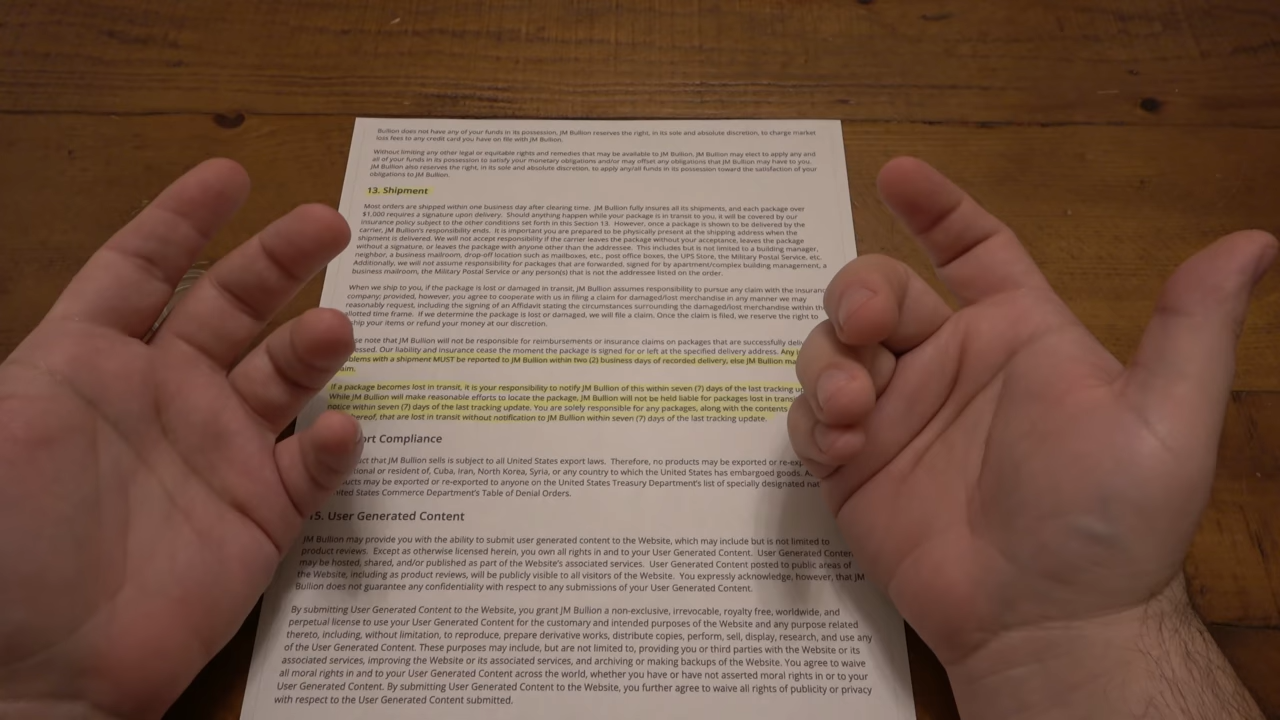 Bullion does not have any of your funds in its possession, JM Bullion reserves the right, in its sole and absolute discretion, to charge market
loss fees to any credit card you have on file with JM Bullion.
Without limiting any other legal or equitable rights and remedies that may be available to JM Bullion, JM Bullion may elect to apply any and
all of your funds in its possession to satisfy your monetary obligations and/or may offset any obligations that JM Bullion may have to you.
JM Bullion also reserves the right, in its sole and absolute discretion, to apply any/all funds in its possession toward the satisfaction of your
obligations to JM Bullion.
13. Shipment
Most orders are shipped within one business day after clearing time. JM Bullion fully insures all its shipments, and each package over
$1,000 requires a signature upon delivery. Should anything happen while your package is in transit to you, it will be covered by our
insurance policy subject to the other conditions set forth in this Section 13. However, once a package is shown to be delivered by the
carrier, JM Bullion's responsibility ends. It is important you are prepared to be physically present at the shipping address when the
shipment is delivered. We will not accept responsibility if the carrier leaves the package without your acceptance, leaves the package
without a signature, or leaves the package with anyone other than the addressee. This includes but is not limited to a building manager,
neighbor, a business mailroom, drop-off location such as mailboxes, etc., post office boxes, the UPS Store, the Military Postal Service, etc.
Additionally, we will not assume responsibility for packages that are forwarded, signed for by apartment/complex building management, a
business mailroom, the Military Postal Service or any person(s) that is not the addressee listed on the order.
When we ship to you, if the package is lost or damaged in transit, JM Bullion assumes responsibility to pursue any claim with the
company; provided, however, you agree to cooperate with us in filing a claim for damaged/lost merchandise in any manner we may
reasonably request, including the signing of an Affidavit stating the circumstances surrounding the damaged/lost merchandise within
time frame. If we determine the package is lost or damaged, we will file a claim. Once the claim is filed, we reserve the right to
your items or refund your money at our discretion.
note that JM Bullion will not be responsible for reimbursements or insurance claims on packages that are successfully
Our liability and insurance cease the moment the package is signed for or left at the specified delivery address. Any
with a shipment MUST be reported to JM Bullion within two (2) business days of recorded delivery, else JM Bullion
If a package becomes lost in transit, it is your responsibility to notify JM Bullion of this within seven (7) days of the last tracking
While JM Bullion will make reasonable efforts to locate the package, JM Bullion will not be held liable for packages lost in
notice within seven (7) days of the last tracking update. You are solely responsible for any packages, along with the contents
that are lost in transit without notification to JM Bullion within seven (7) days of the last tracking update.
Compliance
that JM Bullion sells is subject to all United States export laws. Therefore, no products may be exported or
or resident of, Cuba, Iran, North Korea, Syria, or any country to which the United States has embargoed goods.
may be exported or re-exported to anyone on the United States Treasury Department's list of specially designated
States Commerce Department's Table of Denial Orders.
15. User Generated Content
JM Bullion may provide you with the ability to submit user generated content to the Website, which may include but is not limited to
product reviews. Except as otherwise licensed herein, you own all rights in and to your User Generated Content. User Generated
may be hosted, shared, and/or published as part of the Website's associated services. User Generated Content posted to public areas of
the Website, including as product reviews, will be publicly visible to all visitors of the Website. You expressly acknowledge, however, that JM
Bullion does not guarantee any confidentiality with respect to any submissions of your User Generated Content.
By submitting User Generated Content to the Website, you grant JM Bullion a non-exclusive, irrevocable, royalty free, worldwide, and
perpetual license to use your User Generated Content for the customary and intended purposes of the Website and any purpose related
thereto, including, without limitation, to reproduce, prepare derivative works, distribute copies, perform, sell, display, research, and use any
of the User Generated Content. These purposes may include, but are not limited to, providing you or third parties with the Website or its
associated services, improving the Website or its associated services, and archiving or making backups of the Website. You agree to waive
all moral rights in and to your User Generated Content across the world, whether you have or have not asserted moral rights in or to your
User Generated Content. By submitting User Generated Content to the Website, you further agree to waive all rights of publicity or privacy
with respect to the User Generated Content submitted.